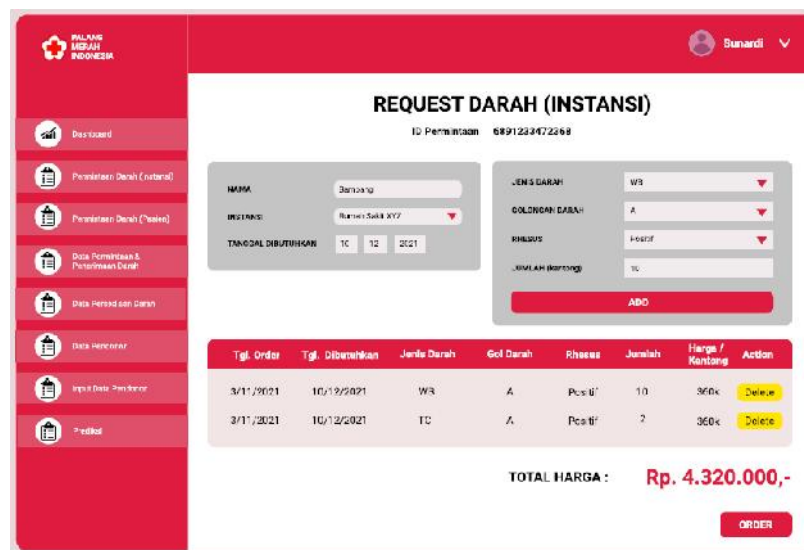 PALANG
MERAH
INDONESIA
Sunardi
REQUEST DARAH (INSTANSI)
ID Permintaan 6891233472368
Dashboard
Permintaan Darah (Instansi)
Permintaan Darah (Pasien)
Data Permintaan &
Penerimaan Darah
Data Persediaan Darah
Data Pendonor
Input Data Pendonor
Prediksi
NAMA Bambang
INSTANSI Rumah Sakit XYZ
TANGGAL DIBUTUHKAN 10 12 2021
JENIS DARAH WB
GOLONGAN DARAH A
RHESUS Positif
JUMLAH (kantong) 10
ADD
Tgl. Order Tgl. Dibutuhkan Jenis Darah Gol Darah Rhesus Jumlah Harga / Kantong Action
3/11/2021 10/12/2021 WB A Positif 10 360k Delete
3/11/2021 10/12/2021 TC A Positif 2 360k Delete
TOTAL HARGA : Rp. 4.320.000,-
ORDER